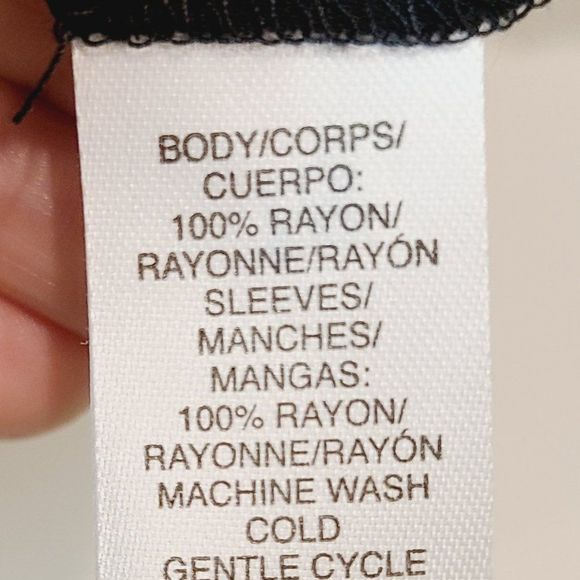 BODY/CORPS/
CUERPO:
100% RAYON/
RAYONNE/RAYÓN
SLEEVES/
MANCHES/
MANGAS:
100% RAYON/
RAYONNE/RAYÓN
MACHINE WASH
COLD
GENTLE CYCLE